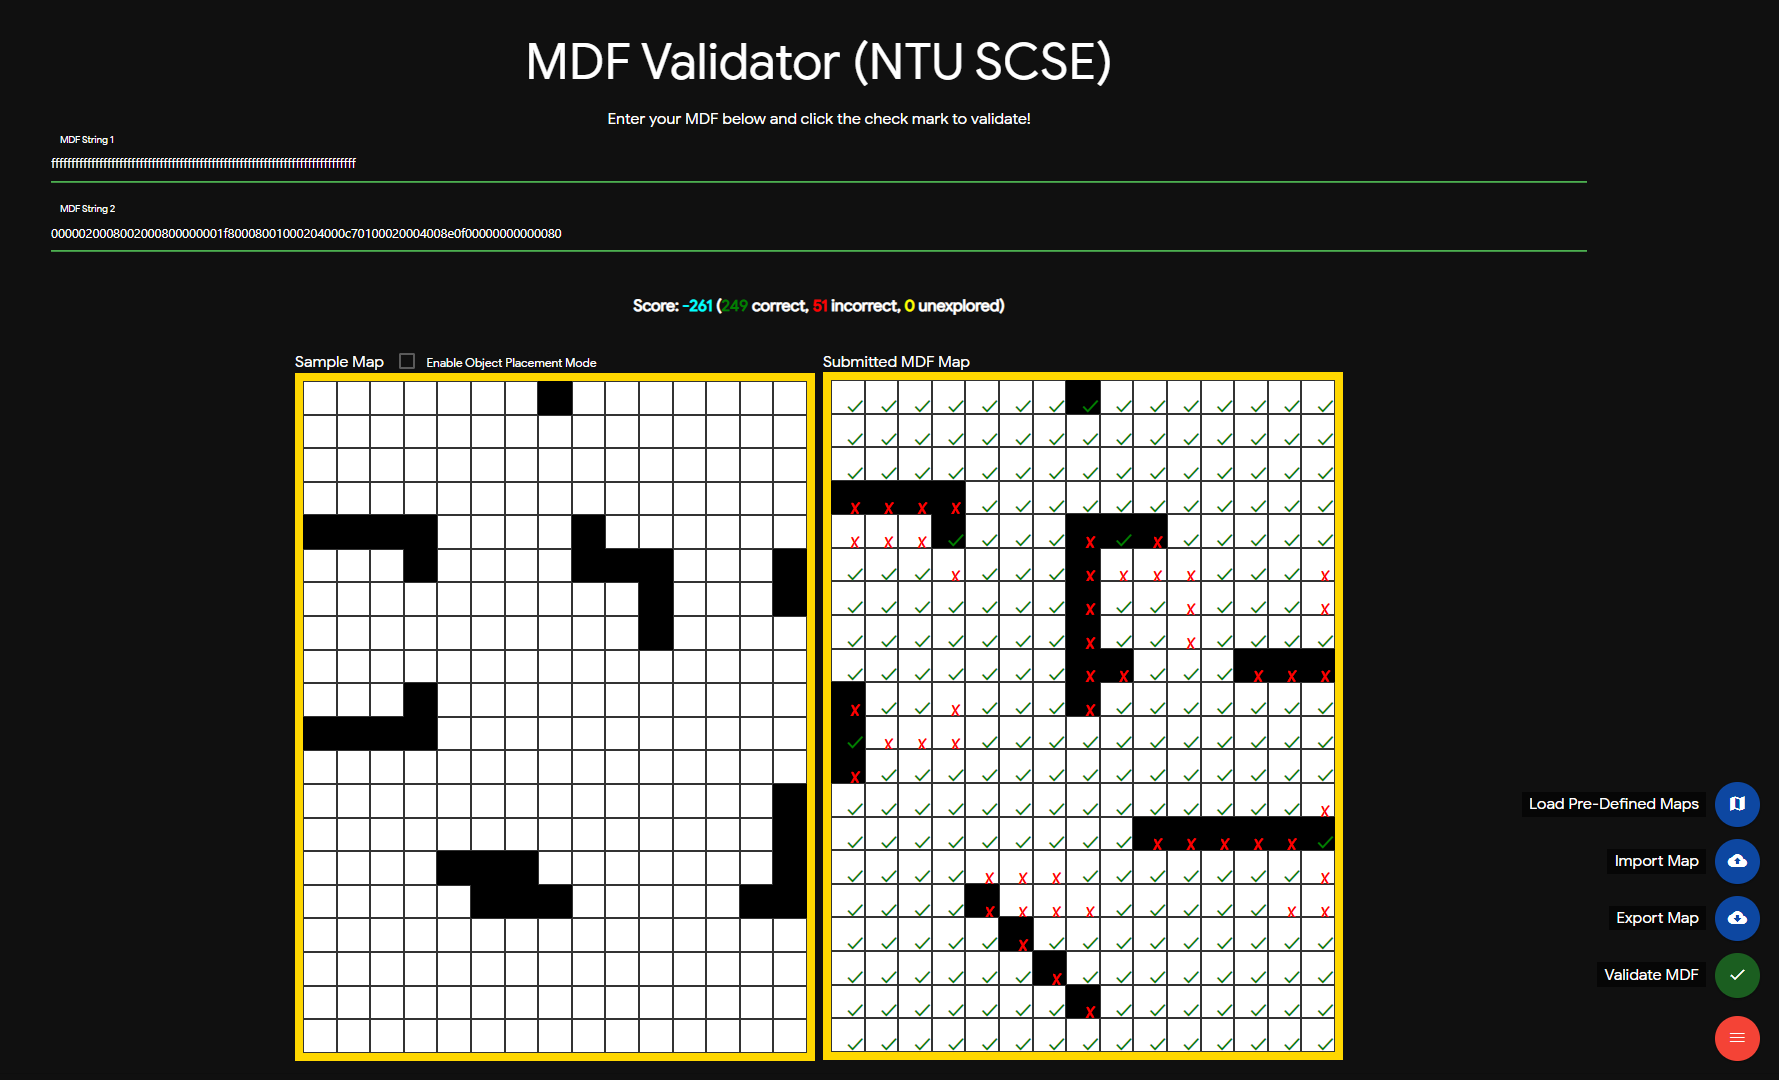 MDF Validator (NTU SCSE)
Enter your MDF below and click the check mark to validate!
MDF String 1
ffffffffffffffffffffffffffffffffffffffffffffffffffffffffffffffffffffffffffff
MDF String 2
0000020008002000800000001f80008001000204000c70100020004008e0f00000000000080
Score: -261 (249 correct, 51 incorrect, 0 unexplored)
Sample Map Enable Object Placement Mode
Submitted MDF Map
Load Pre-Defined Maps
Import Map
Export Map
Validate MDF